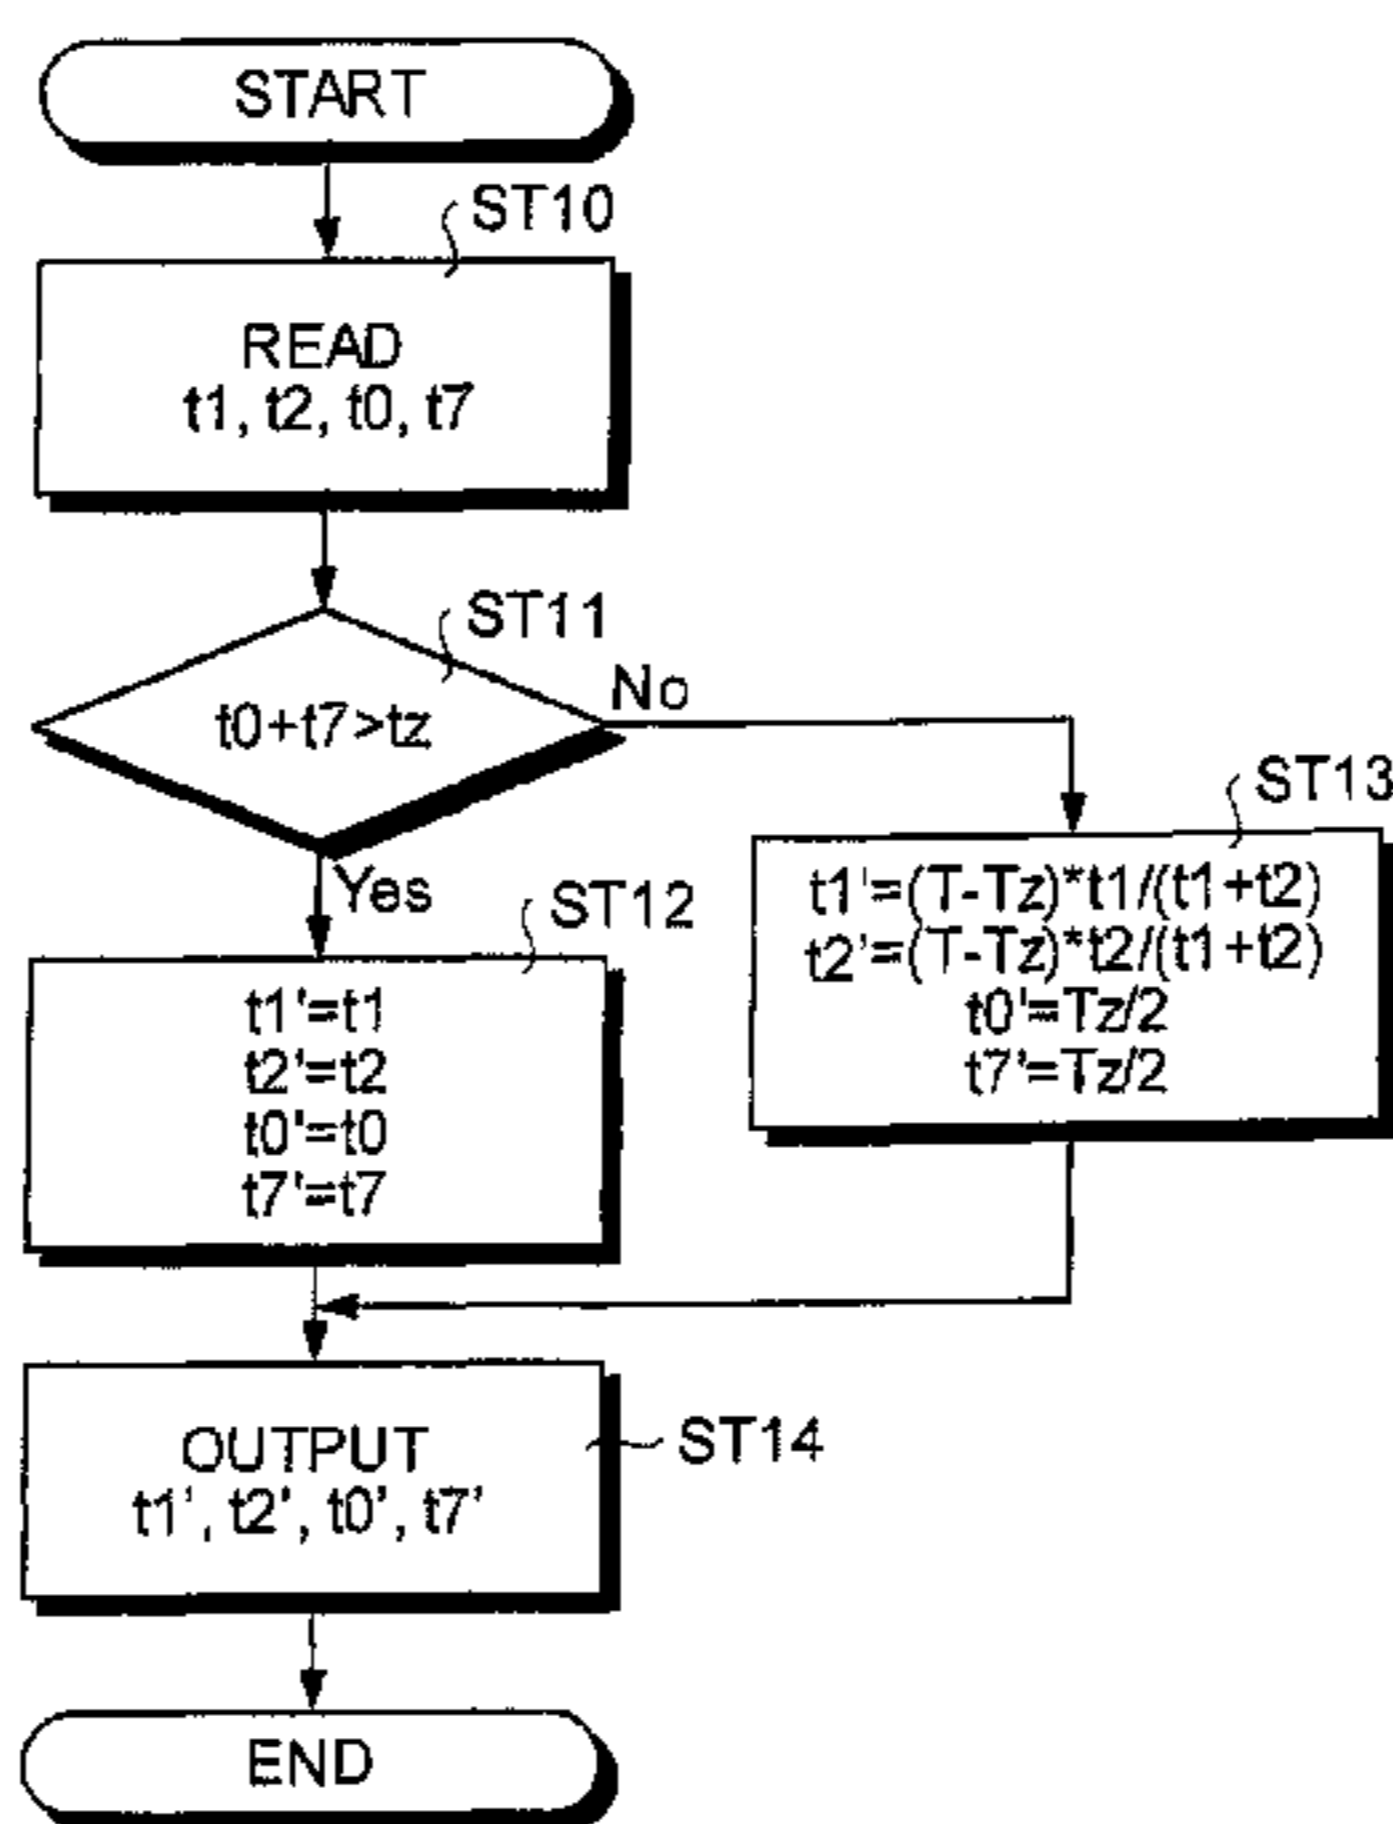 START
ST10
READ
t1, t2, t0, t7
ST11
t0+t7>tz
No
Yes
ST12
t1'=t1
t2'=t2
t0'=t0
t7'=t7
ST13
t1'=(T-Tz)*t1/(t1+t2)
t2'=(T-Tz)*t2/(t1+t2)
t0'=Tz/2
t7'=Tz/2
OUTPUT
t1', t2', t0', t7'
ST14
END